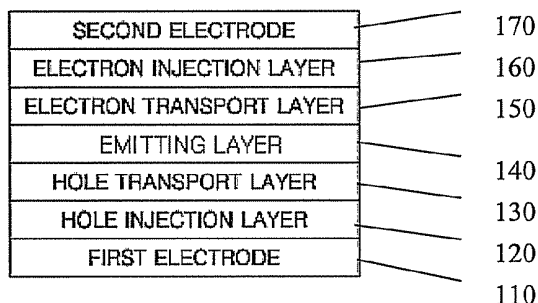 SECOND ELECTRODE 170
ELECTRON INJECTION LAYER 160
ELECTRON TRANSPORT LAYER 150
EMITTING LAYER 140
HOLE TRANSPORT LAYER 130
HOLE INJECTION LAYER 120
FIRST ELECTRODE 110